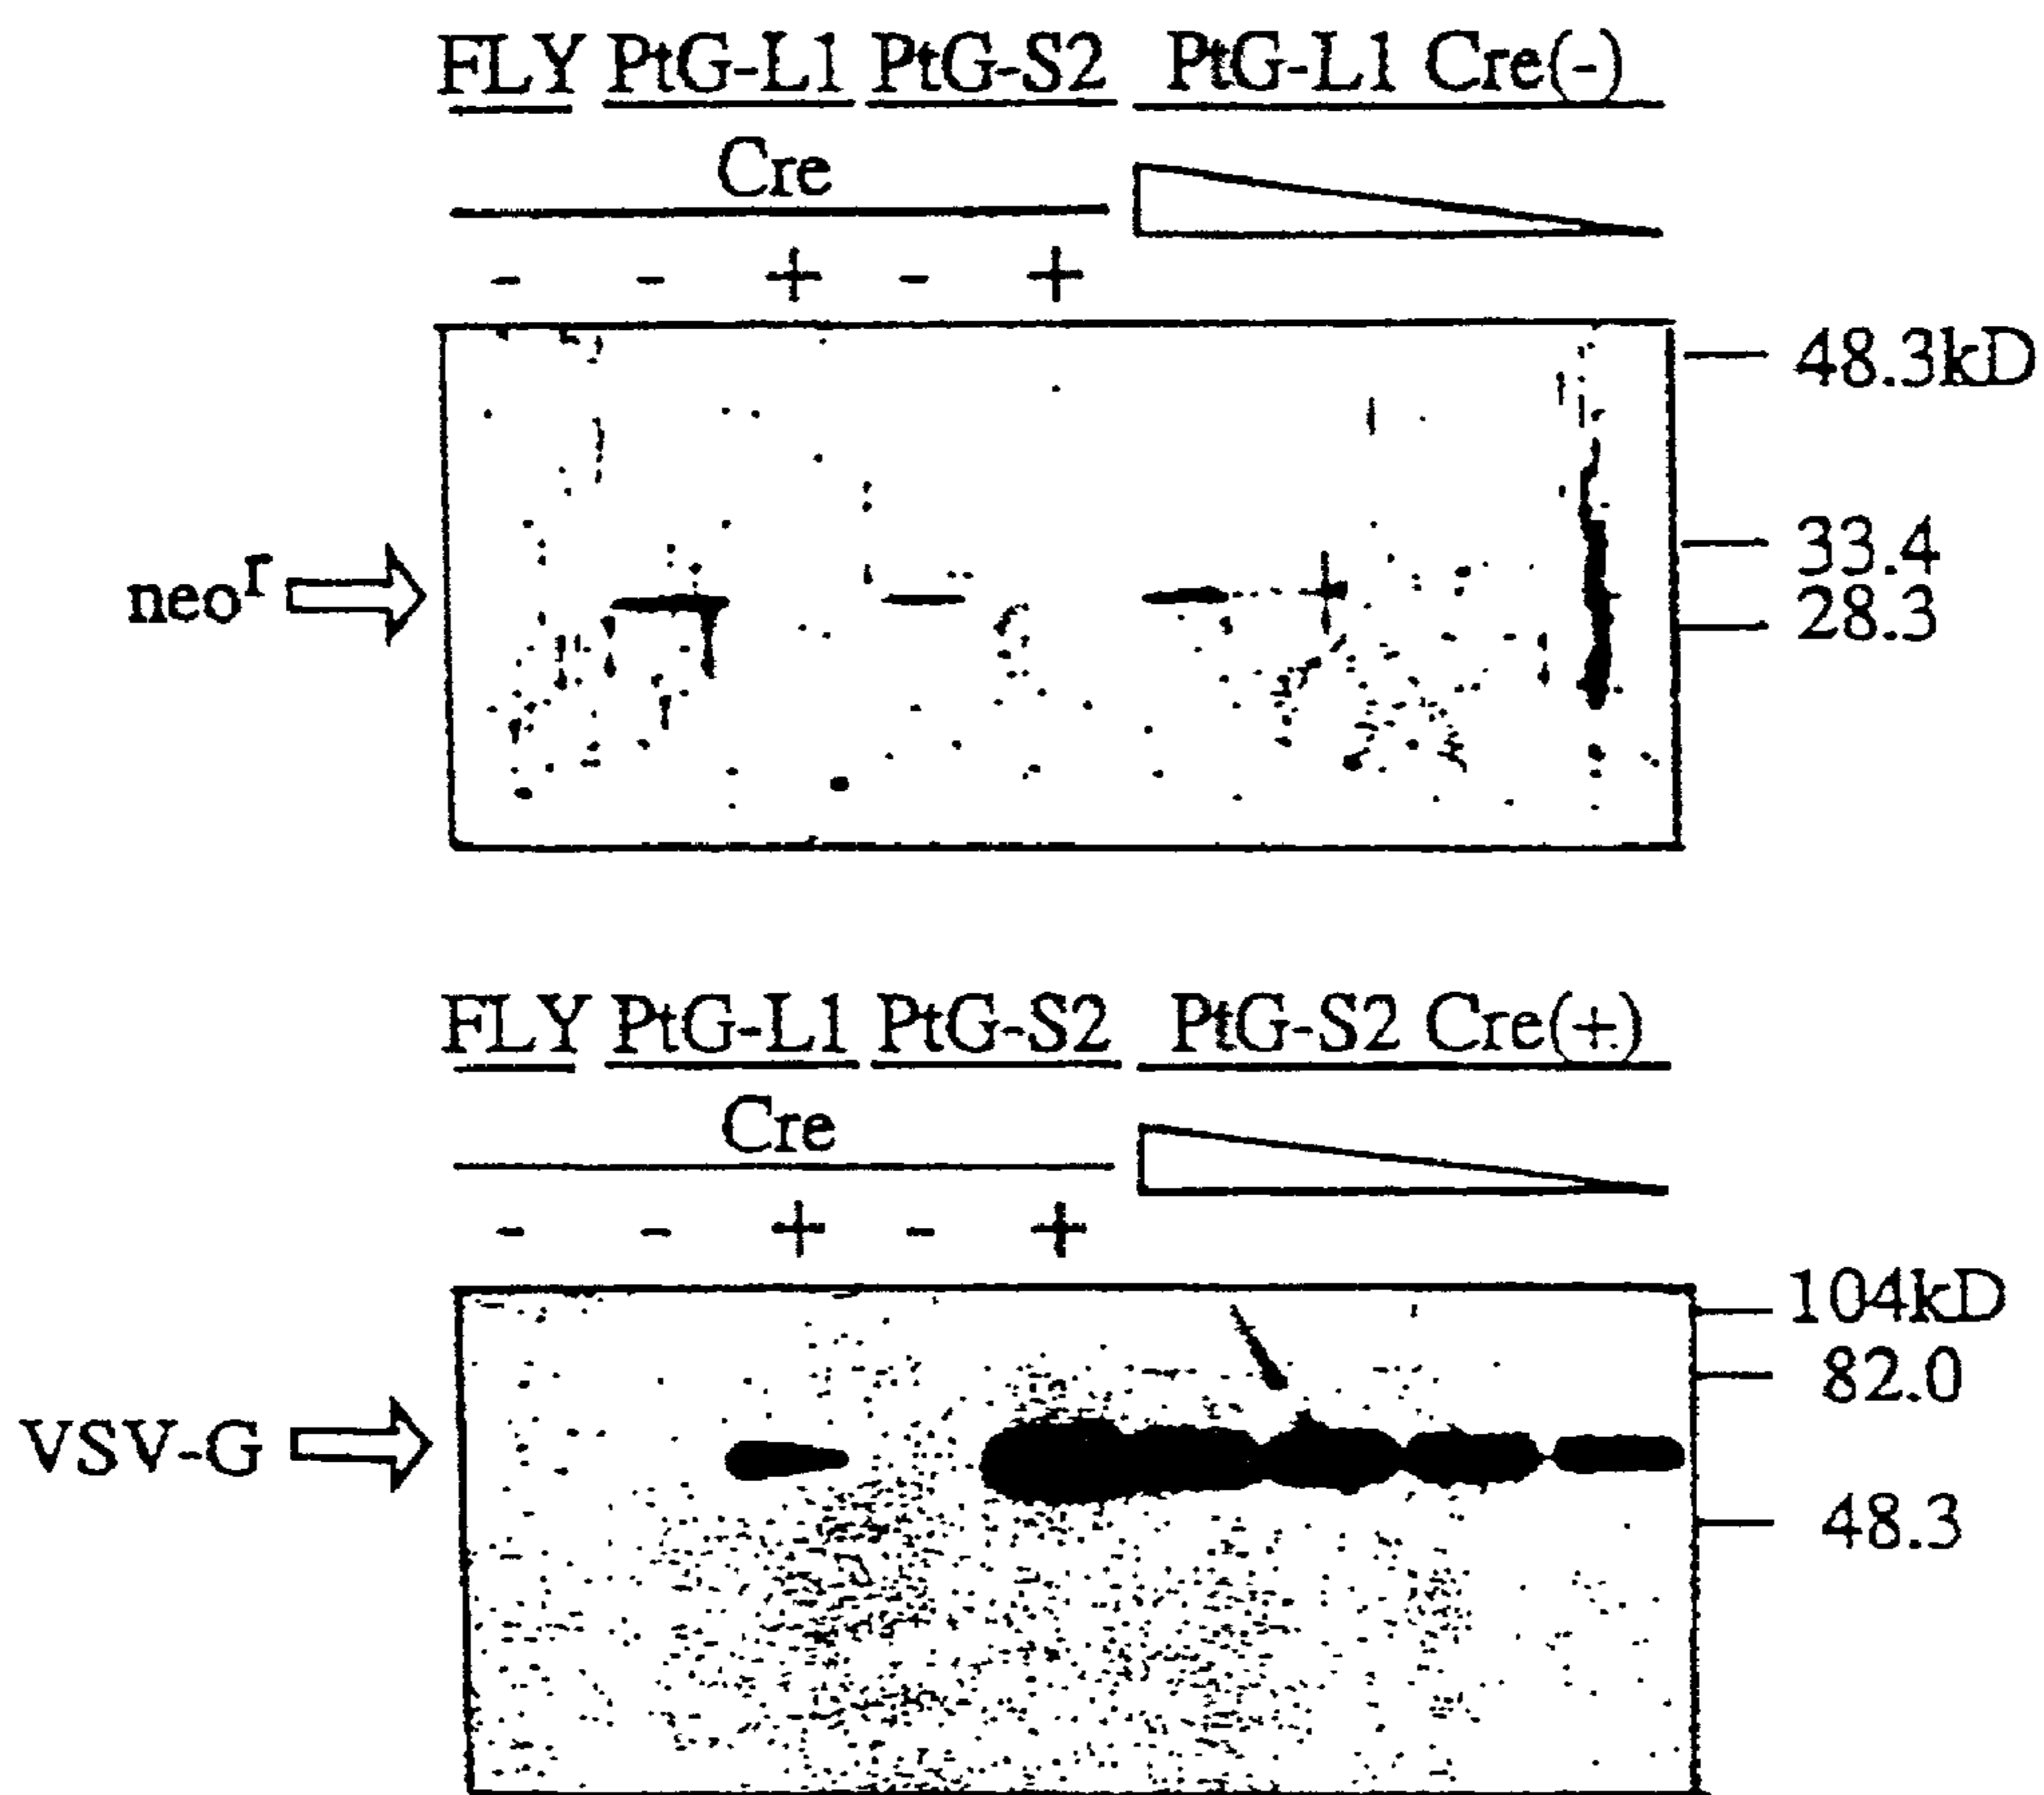 FLY PtG-L1 PtG-S2 PtG-L1 Cre(-)
Cre
- - + - +
48.3kD
33.4
neoʳ
28.3
FLY PtG-L1 PtG-S2 PtG-S2 Cre(+)
Cre
- - + - +
104kD
82.0
VSV-G
48.3